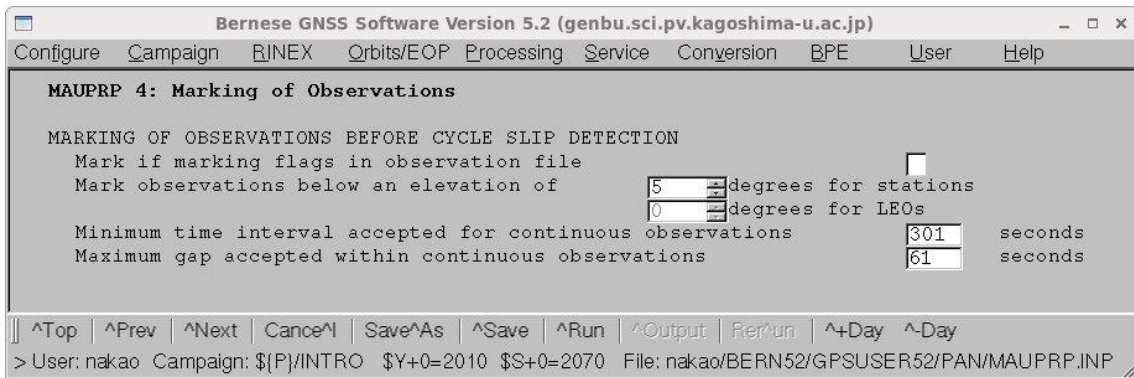 Bernese GNSS Software Version 5.2 (genbu.sci.pv.kagoshima-u.ac.jp)
Configure Campaign RINEX Orbits/EOP Processing Service Conversion BPE User Help
MAUPRP 4: Marking of Observations
MARKING OF OBSERVATIONS BEFORE CYCLE SLIP DETECTION
Mark if marking flags in observation file
Mark observations below an elevation of 5 degrees for stations
0 degrees for LEOs
Minimum time interval accepted for continuous observations 301 seconds
Maximum gap accepted within continuous observations 61 seconds
^Top ^Prev ^Next Cance^l Save^As ^Save ^Run ^Output Rer^un ^+Day ^-Day
> User: nakao Campaign: ${P}/INTRO $Y+0=2010 $S+0=2070 File: nakao/BERN52/GPSUSER52/PAN/MAUPRP.INP